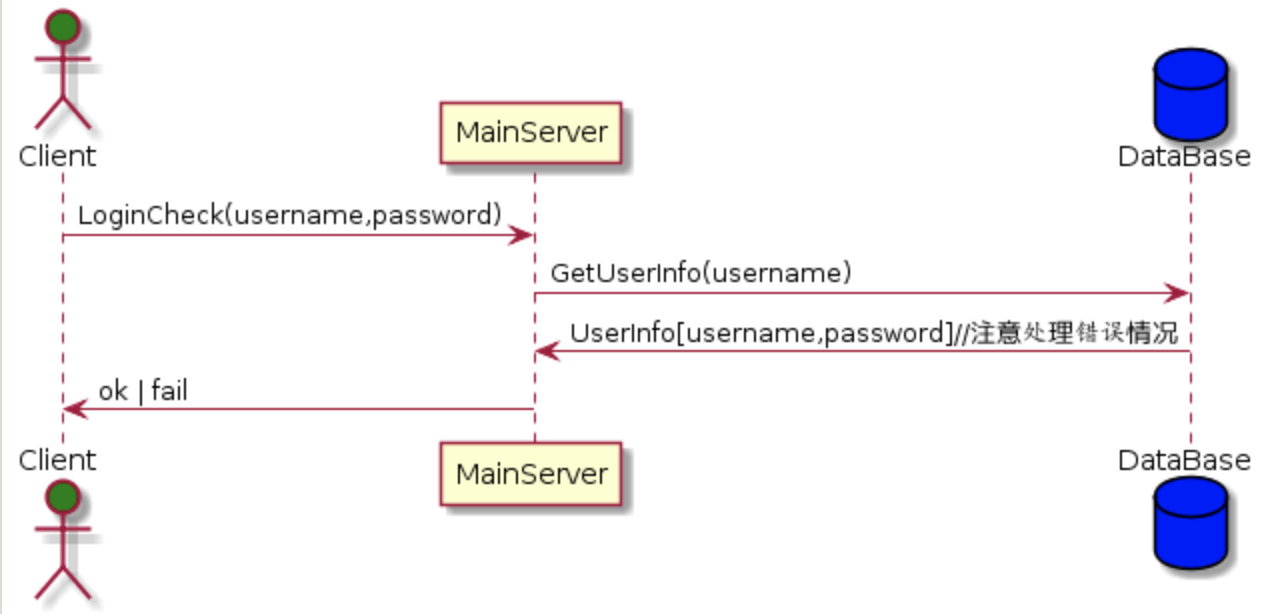 Client
MainServer
DataBase
LoginCheck(username,password)
GetUserInfo(username)
UserInfo[username,password]//注意处理错误情况
ok | fail
Client
MainServer
DataBase